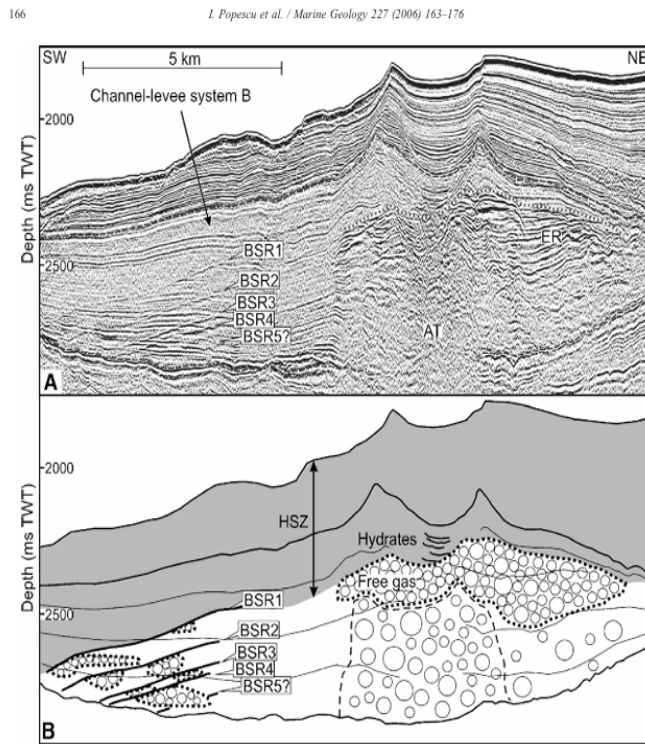 166
I. Popescu et al. / Marine Geology 227 (2006) 163–176
SW
5 km
NE
Channel-levee system B
2000
Depth (ms TWT)
BSR1
ER
2500
BSR2
BSR3
BSR4
BSR5?
AT
A
2000
Depth (ms TWT)
HSZ
Hydrates
Free gas
BSR1
2500
BSR2
BSR3
BSR4
BSR5?
B